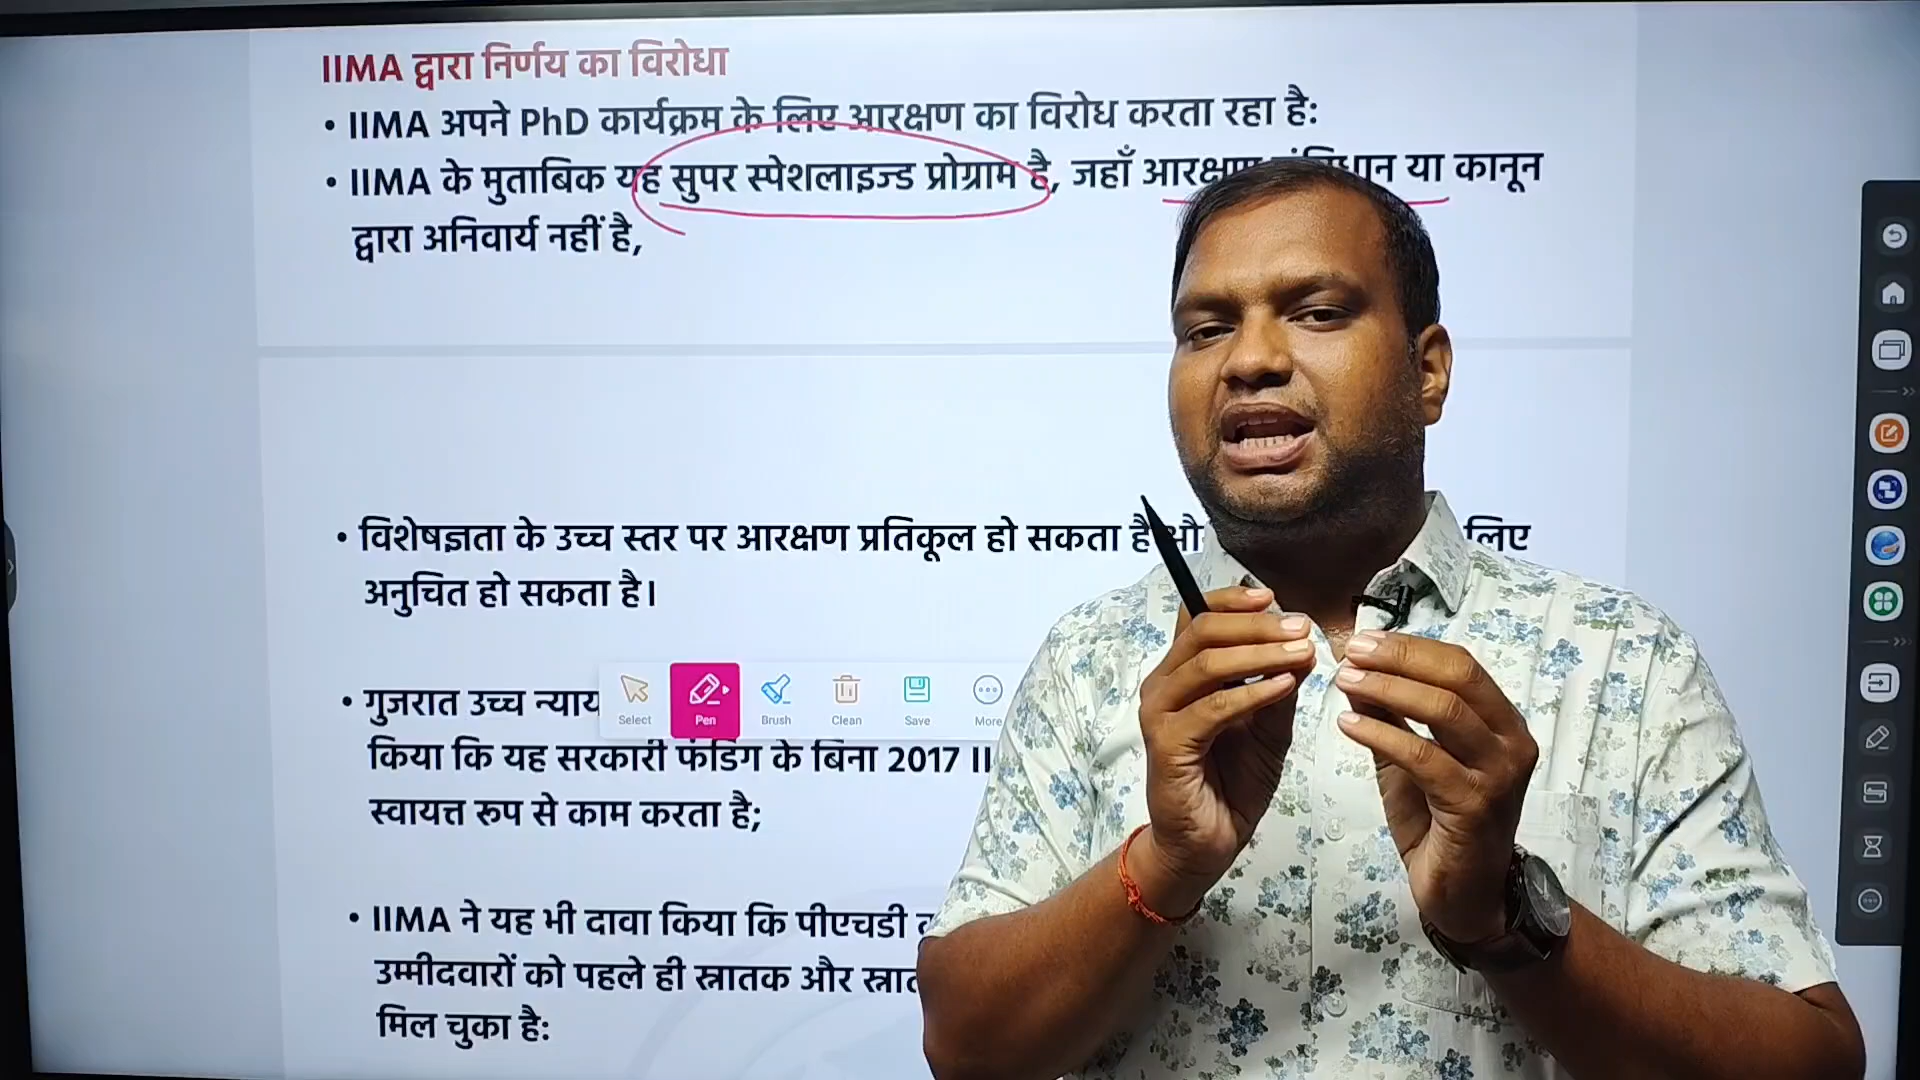 IIMA द्वारा निर्णय का विरोधा
• IIMA अपने PhD कार्यक्रम के लिए आरक्षण का विरोध करता रहा है:
• IIMA के मुताबिक यह सुपर स्पेशलाइज्ड प्रोग्राम है, जहाँ आरक्षण या कानून
द्वारा अनिवार्य नहीं है,
• विशेषज्ञता के उच्च स्तर पर आरक्षण प्रतिकूल हो सकता है लिए
अनुचित हो सकता है।
• गुजरात उच्च
Select Pen Brush Clean Save More
किया कि यह सरकारी फंडिंग के बिना 2017
स्वायत्त रूप से काम करता है;
• IIMA ने यह भी दावा किया कि पीएचडी
उम्मीदवारों को पहले ही स्नातक और
मिल चुका है: